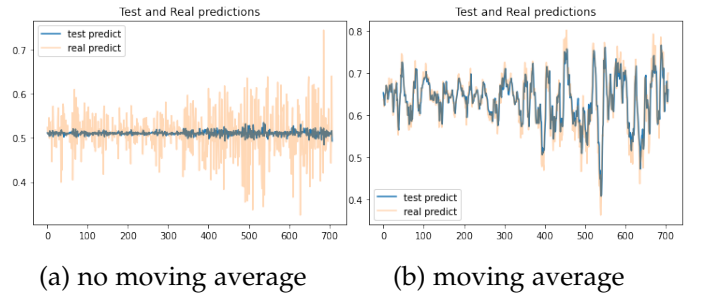 Test and Real predictions
test predict
real predict
0.7
0.6
0.5
0.4
0 100 200 300 400 500 600 700
(a) no moving average
Test and Real predictions
0.8
0.7
0.6
0.5
0.4
test predict
real predict
0 100 200 300 400 500 600 700
(b) moving average